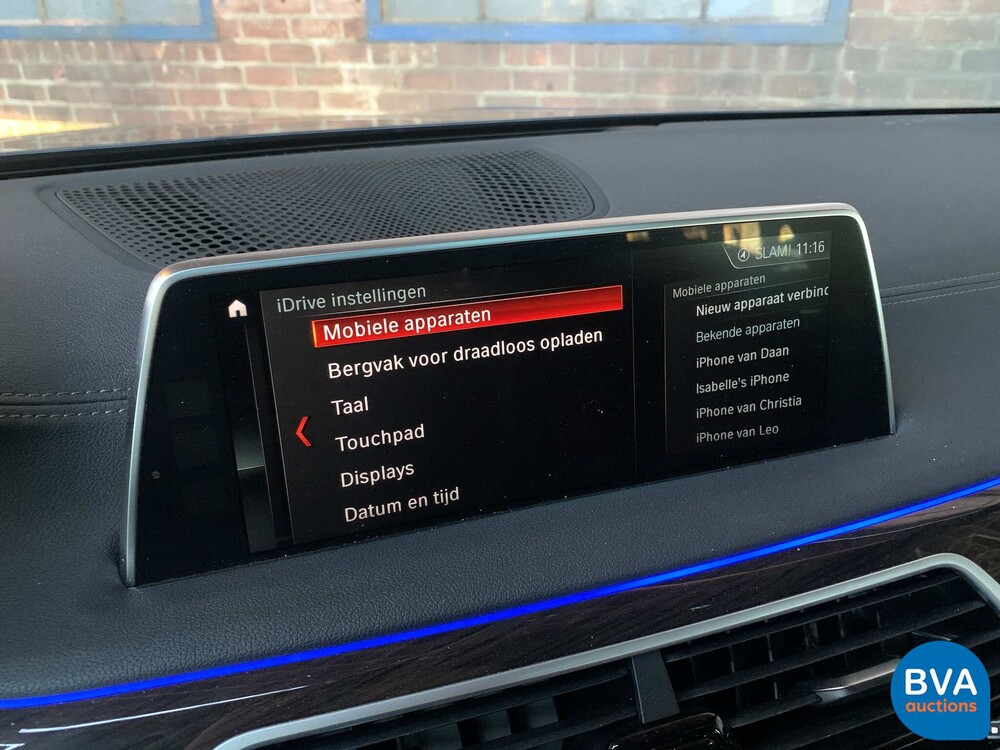 SLAM! 11:16
iDrive instellingen
Mobiele apparaten
Bergvak voor draadloos opladen
Taal
Touchpad
Displays
Datum en tijd
Mobiele apparaten
Nieuw apparaat verbind
Bekende apparaten
iPhone van Daan
Isabelle's iPhone
iPhone van Christia
iPhone van Leo
BVA
auctions